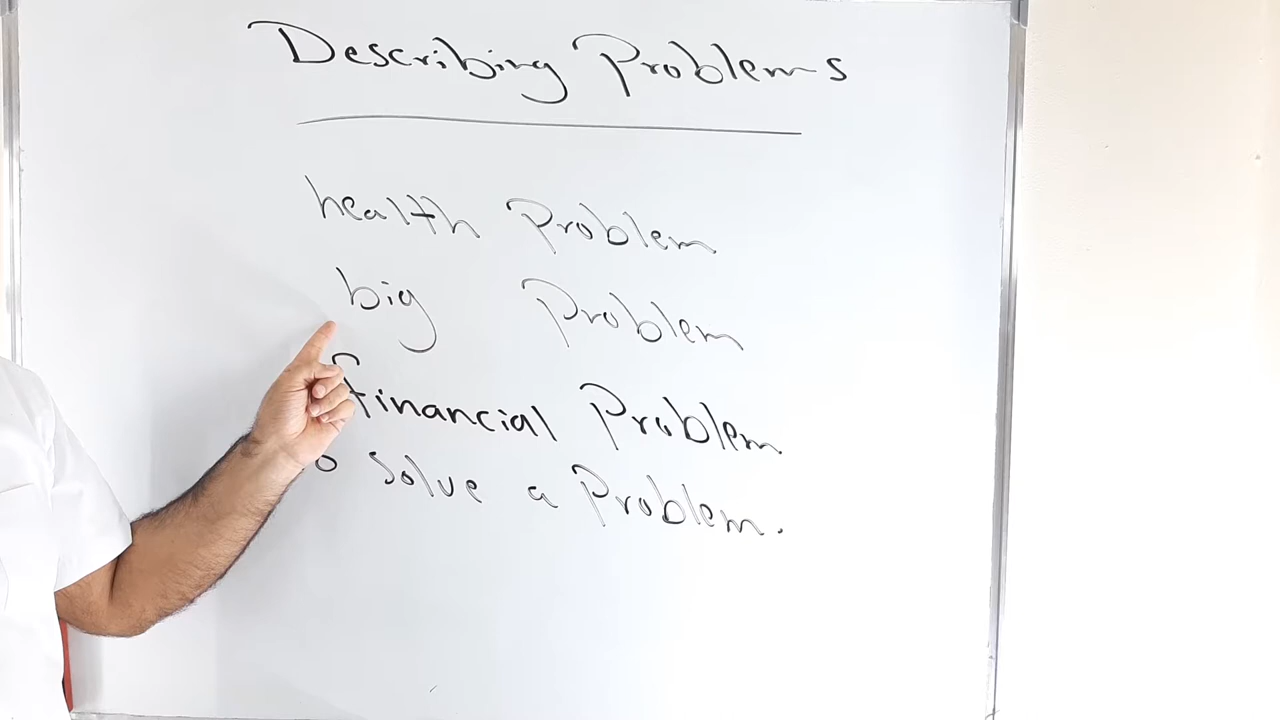 Describing Problems
health Problem
big Problem
financial Problem
o solve a Problem.